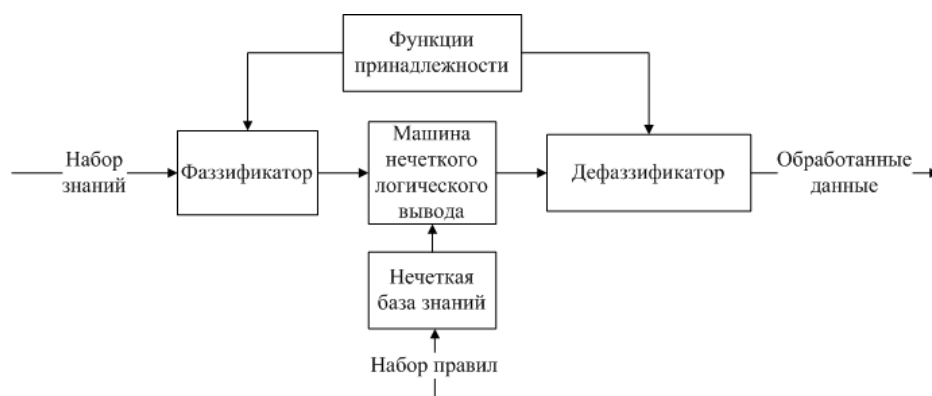 Функции
принадлежности
Набор
знаний
Фаззификатор
Машина
нечеткого
логического
вывода
Дефаззификатор
Обработанные
данные
Нечеткая
база знаний
Набор правил